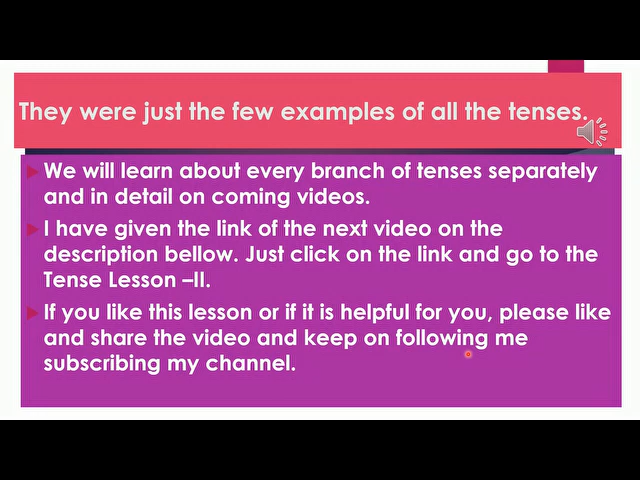 They were just the few examples of all the tenses.
We will learn about every branch of tenses separately
and in detail on coming videos.
I have given the link of the next video on the
description bellow. Just click on the link and go to the
Tense Lesson –II.
If you like this lesson or if it is helpful for you, please like
and share the video and keep on following me
subscribing my channel.